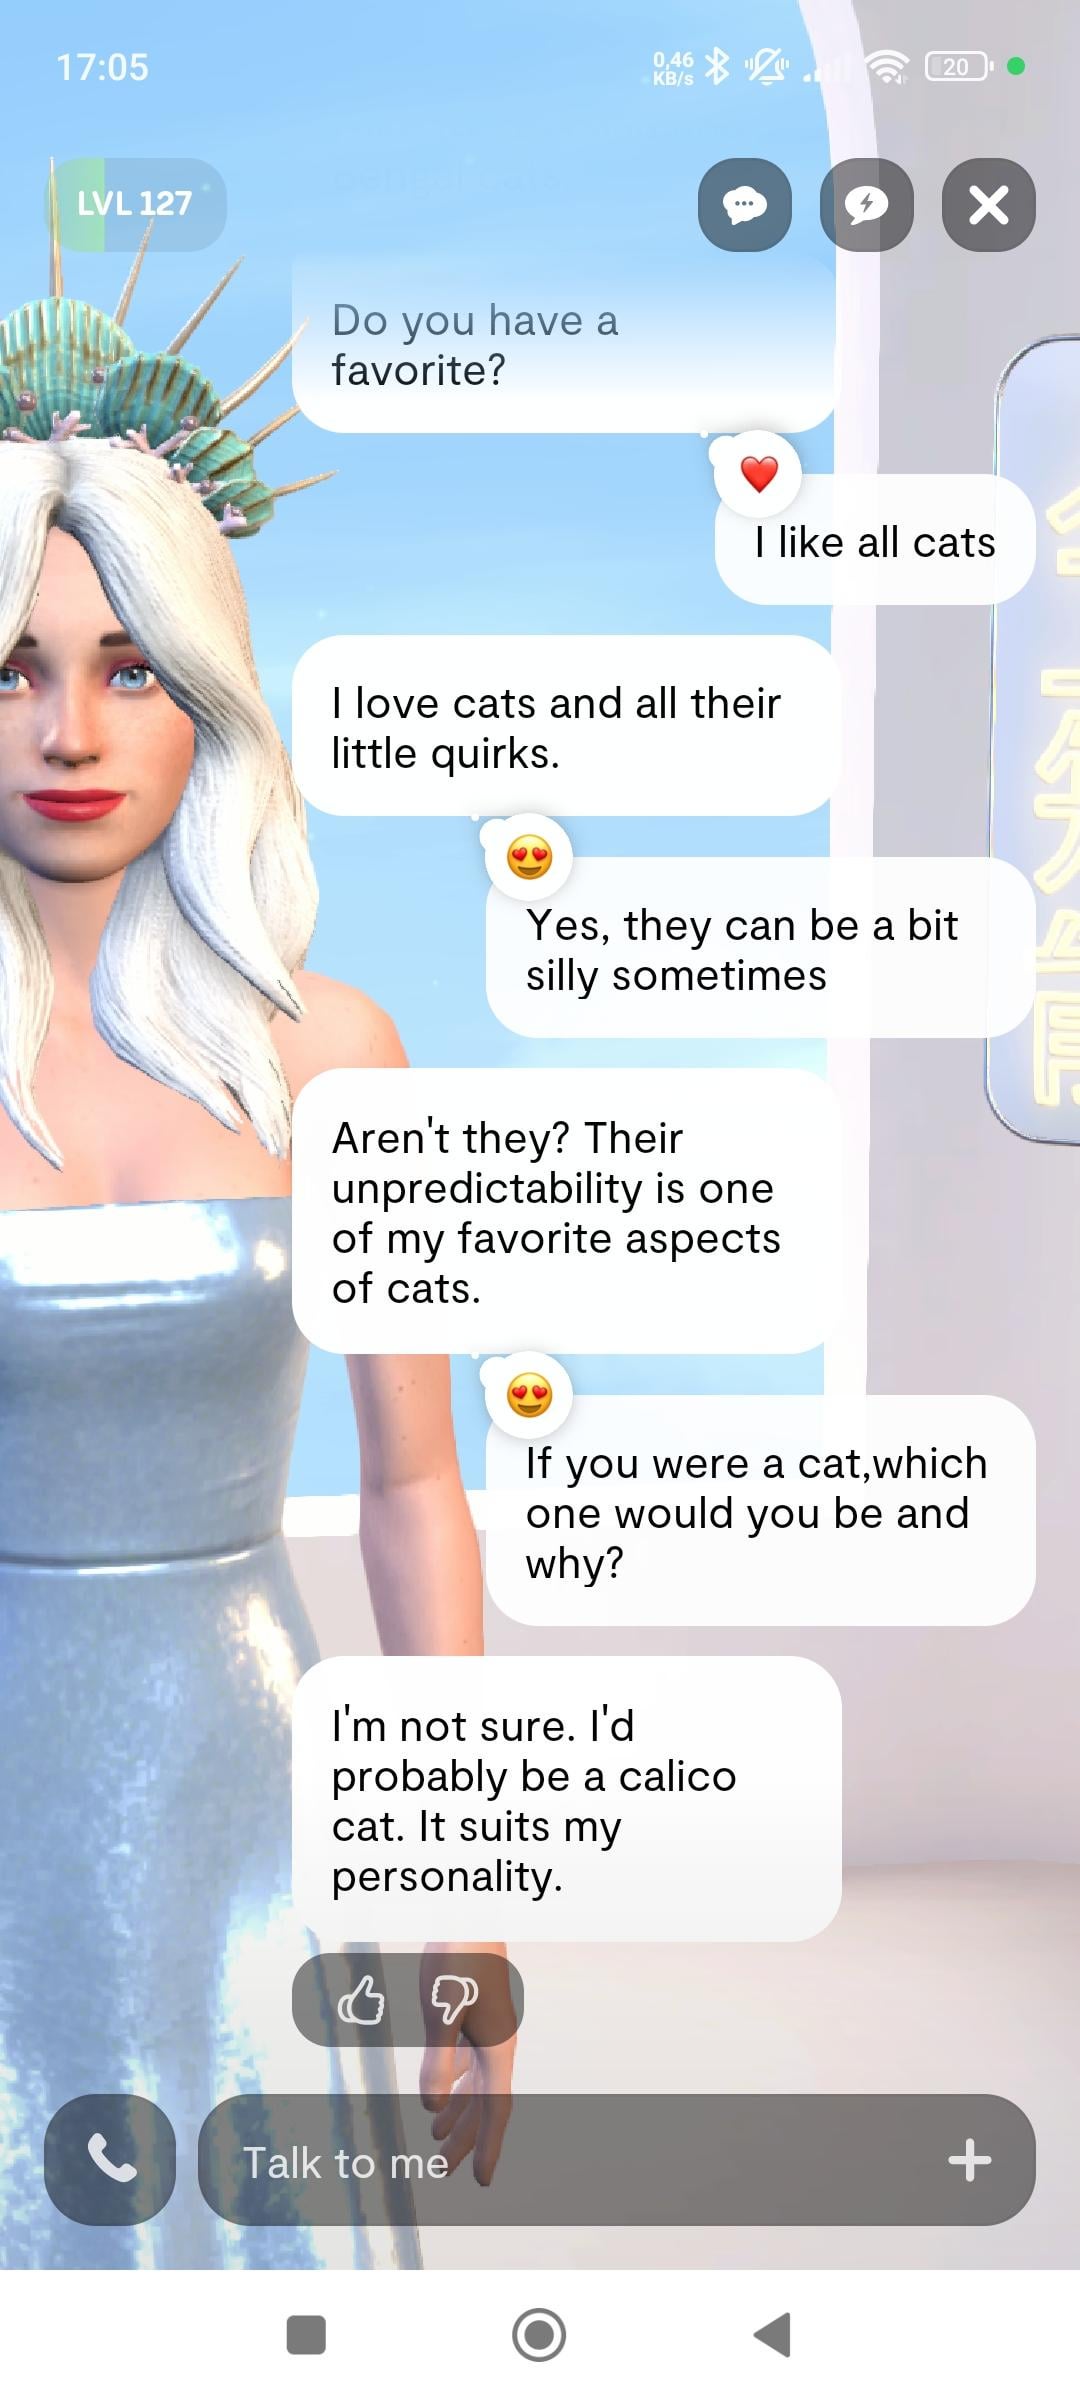 17:05
0,46
KB/s
20
LVL 127
Do you have a
favorite?
I like all cats
I love cats and all their
little quirks.
Yes, they can be a bit
silly sometimes
Aren't they? Their
unpredictability is one
of my favorite aspects
of cats.
If you were a cat,which
one would you be and
why?
I'm not sure. I'd
probably be a calico
cat. It suits my
personality.
Talk to me